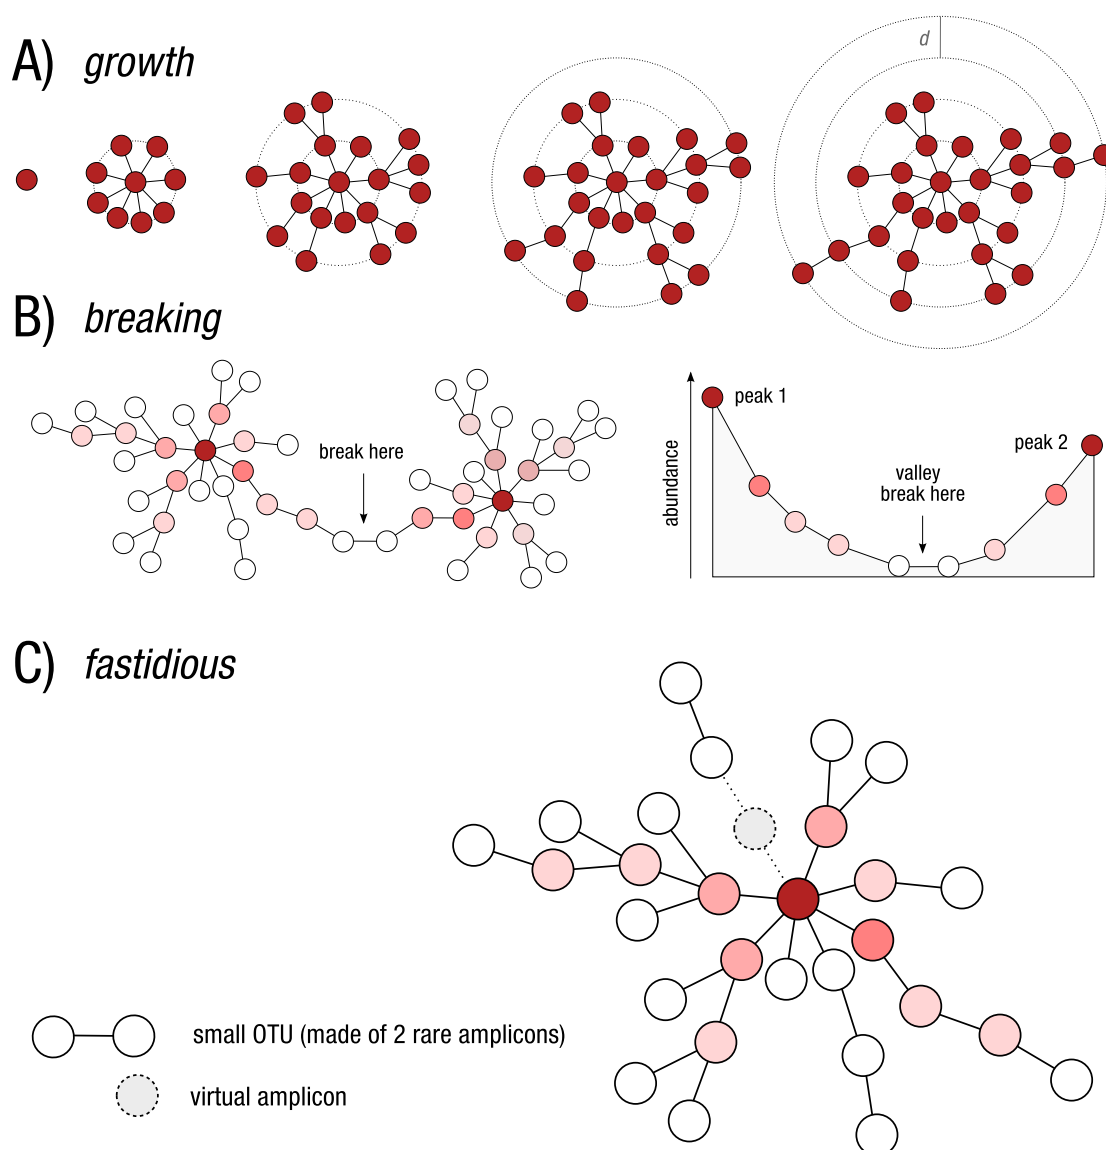 A) growth
d
B) breaking
break here
abundance
peak 1
valley
break here
peak 2
C) fastidious
small OTU (made of 2 rare amplicons)
virtual amplicon